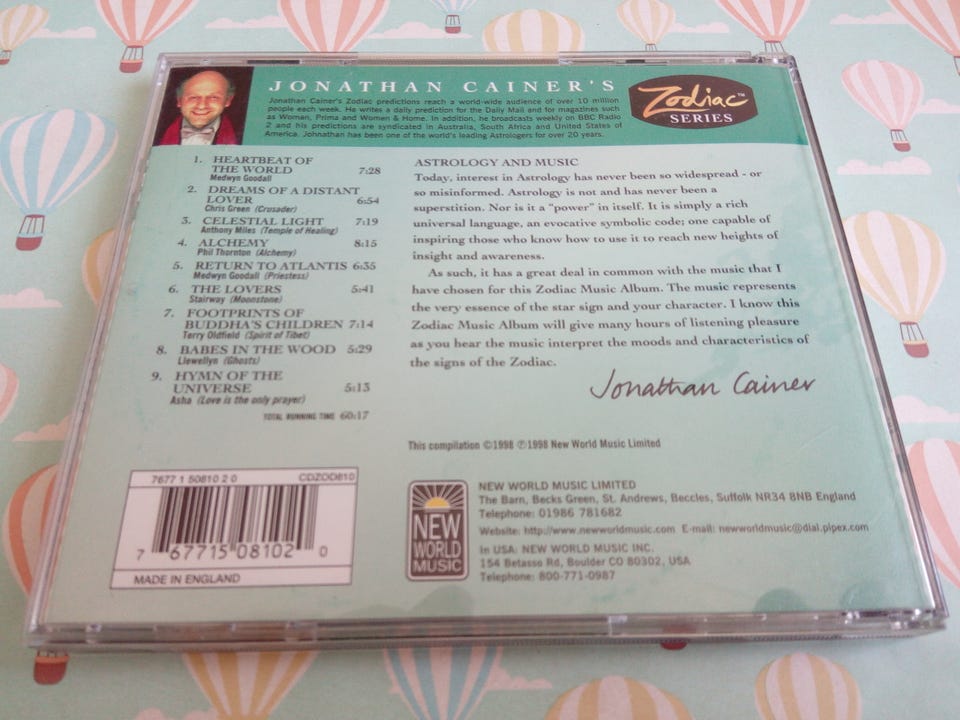 JONATHAN CAINER'S
Jonathan Cainer's Zodiac predictions reach a world-wide audience of over 10 million
people each week. He writes a daily prediction for the Daily Mail and for magazines such
as Woman, Prima and Women & Home. In addition, he broadcasts weekly on BBC Radio
2 and his predictions are syndicated in Australia, South Africa and United States of
America. Johnathan has been one of the world's leading Astrologers for over 20 years.
Zodiac™
SERIES
1. HEARTBEAT OF
THE WORLD 7:28
Medwyn Goodall
2. DREAMS OF A DISTANT
LOVER 6:54
Chris Green (Crusader)
3. CELESTIAL LIGHT 7:19
Anthony Miles (Temple of Healing)
4. ALCHEMY 8:15
Phil Thornton (Alchemy)
5. RETURN TO ATLANTIS 6:35
Medwyn Goodall (Priestess)
6. THE LOVERS 5:41
Stairway (Moonstone)
7. FOOTPRINTS OF
BUDDHA'S CHILDREN 7:14
Terry Oldfield (Spirit of Tibet)
8. BABES IN THE WOOD 5:29
Llewellyn (Ghosts)
9. HYMN OF THE
UNIVERSE 5:13
Asha (Love is the only prayer)
TOTAL RUNNING TIME 60:17
ASTROLOGY AND MUSIC
Today, interest in Astrology has never been so widespread - or
so misinformed. Astrology is not and has never been a
superstition. Nor is it a "power" in itself. It is simply a rich
universal language, an evocative symbolic code; one capable of
inspiring those who know how to use it to reach new heights of
insight and awareness.
As such, it has a great deal in common with the music that I
have chosen for this Zodiac Music Album. The music represents
the very essence of the star sign and your character. I know this
Zodiac Music Album will give many hours of listening pleasure
as you hear the music interpret the moods and characteristics of
the signs of the Zodiac.
Jonathan Cainer
This compilation ©1998 ℗1998 New World Music Limited
7677 1 50810 2 0 CDZOD810
7 67715 08102 0
MADE IN ENGLAND
NEW
WORLD
MUSIC
NEW WORLD MUSIC LIMITED
The Barn, Becks Green, St. Andrews, Beccles, Suffolk NR34 8NB England
Telephone: 01986 781682
Website: http://www.newworldmusic.com E-mail: newworldmusic@dial.pipex.com
In USA: NEW WORLD MUSIC INC.
154 Betasso Rd, Boulder CO 80302, USA
Telephone: 800-771-0987